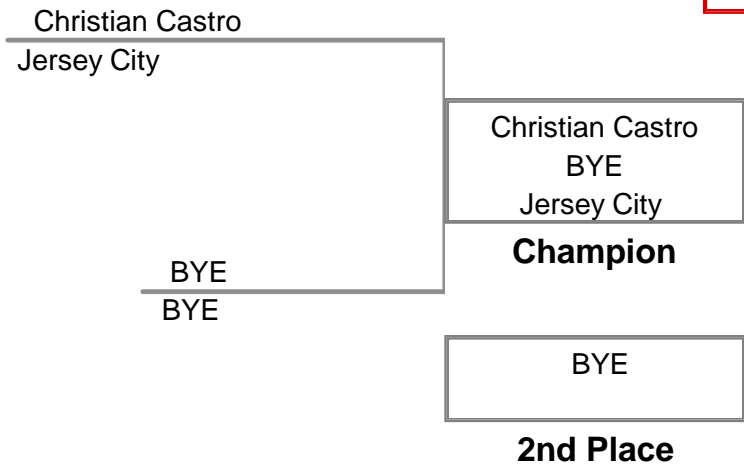 Christian Castro
Jersey City
Christian Castro
BYE
Jersey City
Champion
BYE
BYE
BYE
2nd Place